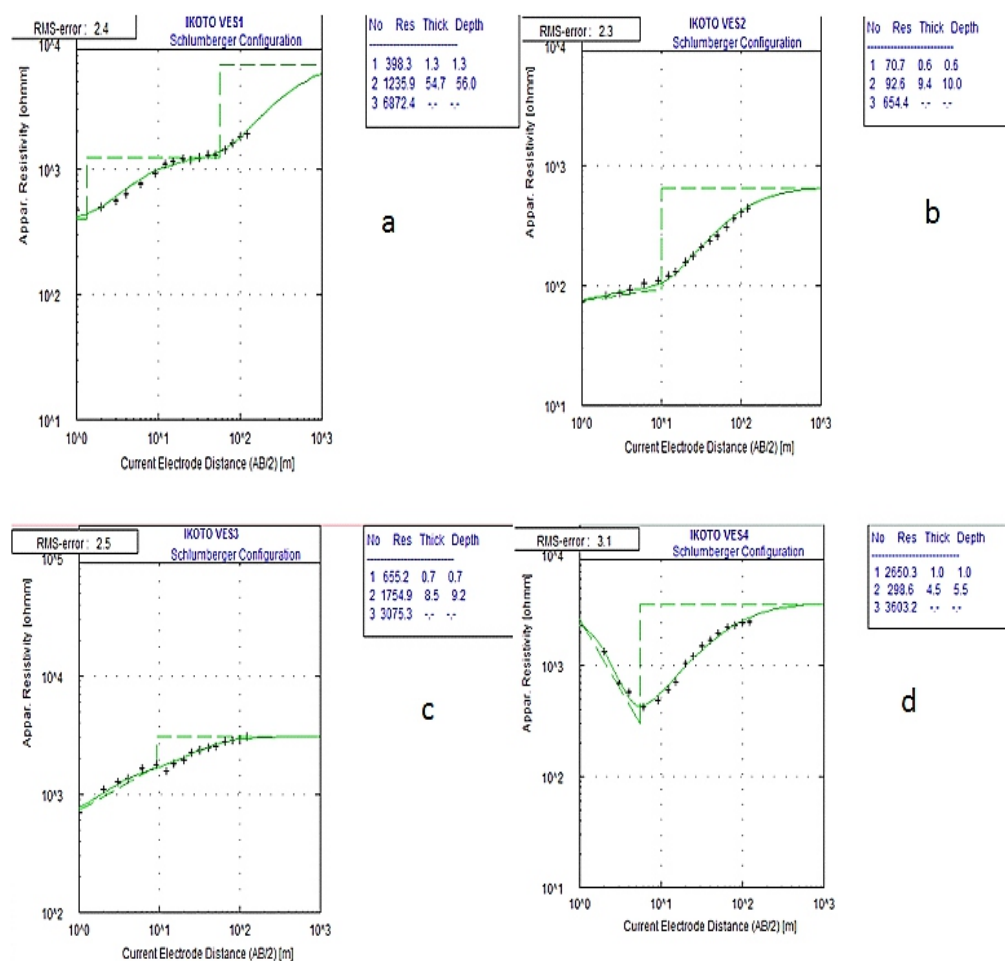 IKOTO VES1
RMS-error : 2.4
Schlumberger Configuration
No Res Thick Depth
1 398.3 1.3 1.3
2 1235.9 54.7 56.0
3 6872.4 -.- -.-
10^4
10^3
10^2
10^1
Appar. Resistivity [ohmm]
10^0 10^1 10^2 10^3
Current Electrode Distance (AB/2) [m]
a
IKOTO VES2
RMS-error : 2.3
Schlumberger Configuration
No Res Thick Depth
1 70.7 0.6 0.6
2 92.6 9.4 10.0
3 654.4 -.- -.-
10^4
10^3
10^2
10^1
Appar. Resistivity [ohmm]
10^0 10^1 10^2 10^3
Current Electrode Distance (AB/2) [m]
b
IKOTO VES3
RMS-error : 2.5
Schlumberger Configuration
No Res Thick Depth
1 655.2 0.7 0.7
2 1754.9 8.5 9.2
3 3075.3 -.- -.-
10^5
10^4
10^3
10^2
Appar. Resistivity [ohmm]
10^0 10^1 10^2 10^3
Current Electrode Distance (AB/2) [m]
c
IKOTO VES4
RMS-error : 3.1
Schlumberger Configuration
No Res Thick Depth
1 2650.3 1.0 1.0
2 298.6 4.5 5.5
3 3603.2 -.- -.-
10^4
10^3
10^2
10^1
Appar. Resistivity [ohmm]
10^0 10^1 10^2 10^3
Current Electrode Distance (AB/2) [m]
d